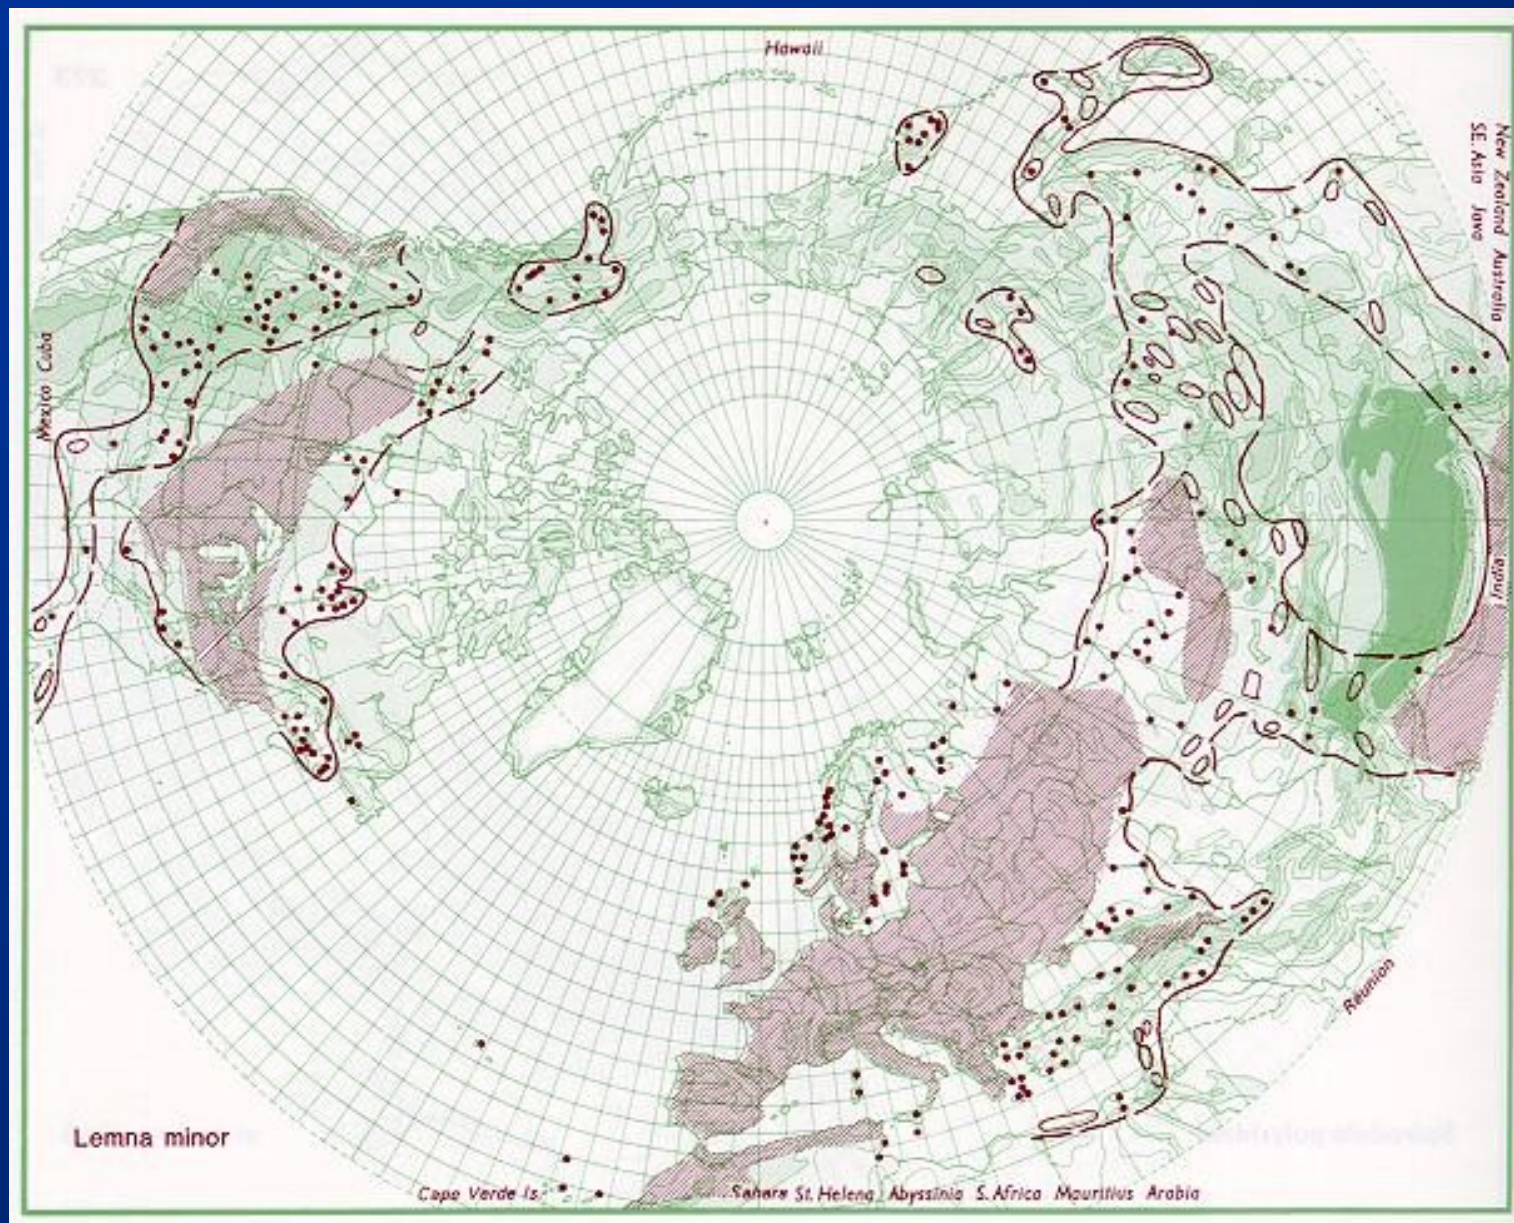 Hawaii
New Zealand Australia
SE. Asia Java
Mexico Cuba
India
Réunion
Lemna minor
Cape Verde Is.
Sahara St. Helena Abyssinia S. Africa Mauritius Arabia